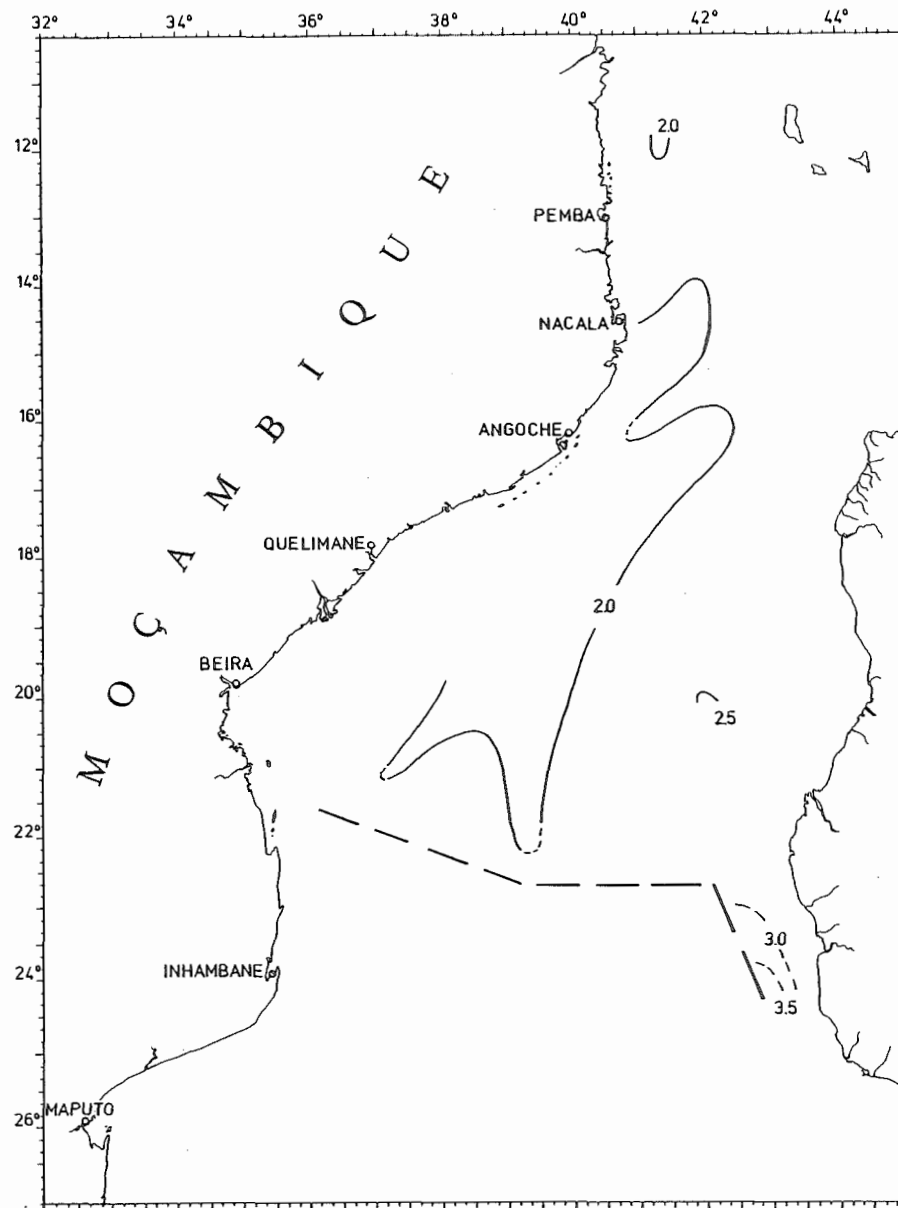 32° 34° 36° 38° 40° 42° 44°
12°
14°
16°
18°
20°
22°
24°
26°
MOÇAMBIQUE
2.0
PEMBA
NACALA
ANGOCHE
QUELIMANE
2.0
BEIRA
2.5
3.0
INHAMBANE
3.5
MAPUTO